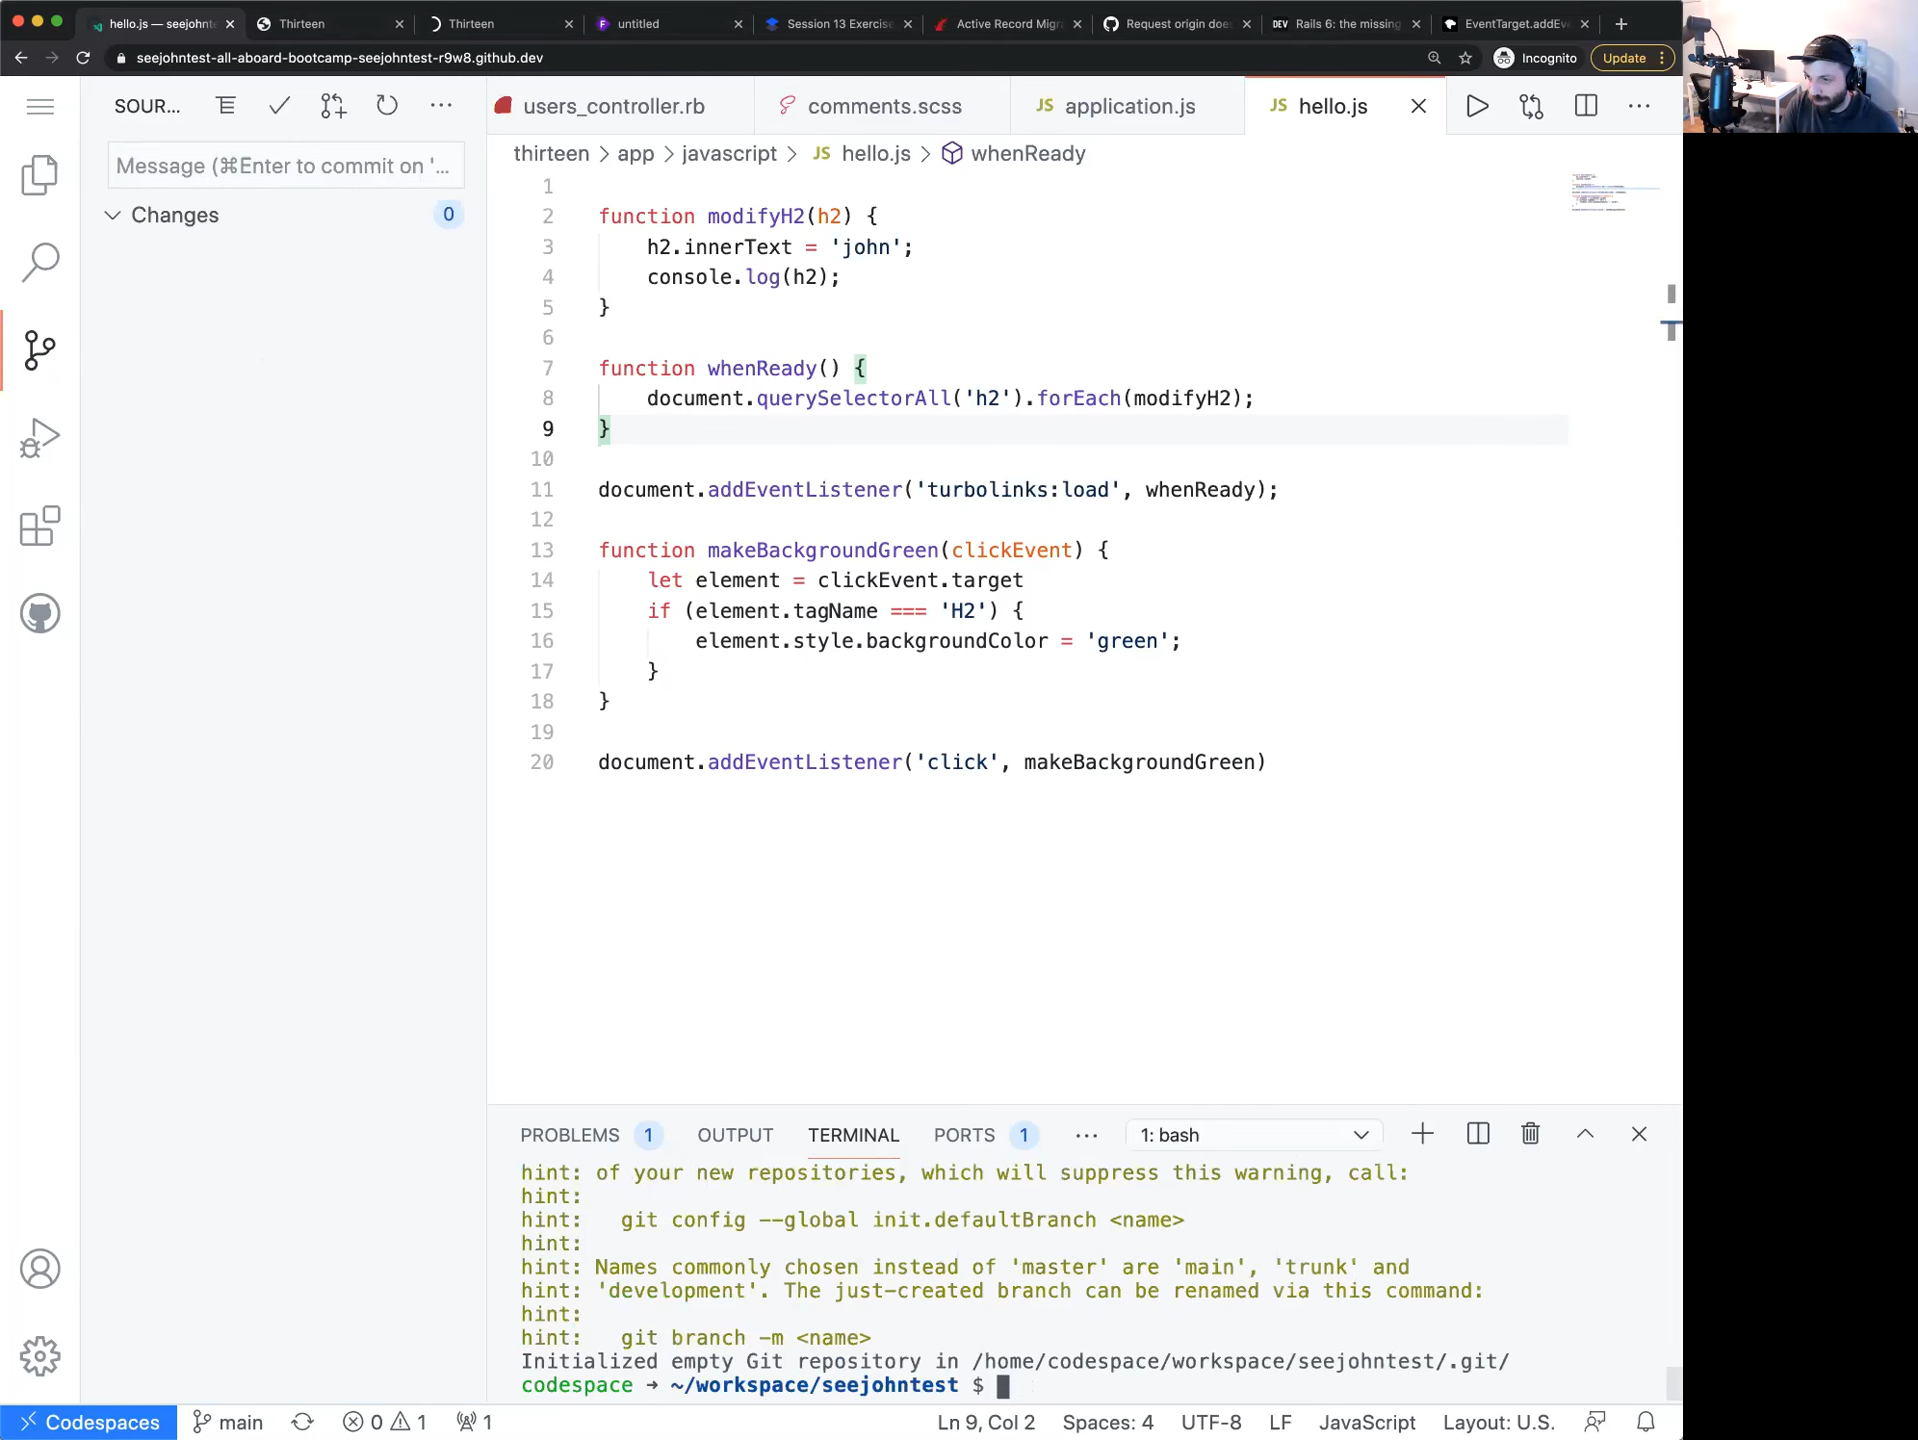 hello.js — seejohnt
Thirteen
Thirteen
untitled
Session 13 Exercise
Active Record Migr
Request origin doe
DEV Rails 6: the missing
EventTarget.addEv
seejohntest-all-aboard-bootcamp-seejohntest-r9w8.github.dev
Incognito
Update
SOUR...
users_controller.rb
comments.scss
JS application.js
JS hello.js
Message (⌘Enter to commit on '...
thirteen > app > javascript > JS hello.js > whenReady
Changes
0
1
2 function modifyH2(h2) {
3 h2.innerText = 'john';
4 console.log(h2);
5 }
6
7 function whenReady() {
8 document.querySelectorAll('h2').forEach(modifyH2);
9 }
10
11 document.addEventListener('turbolinks:load', whenReady);
12
13 function makeBackgroundGreen(clickEvent) {
14 let element = clickEvent.target
15 if (element.tagName === 'H2') {
16 element.style.backgroundColor = 'green';
17 }
18 }
19
20 document.addEventListener('click', makeBackgroundGreen)
PROBLEMS 1 OUTPUT TERMINAL PORTS 1 ... 1: bash
hint: of your new repositories, which will suppress this warning, call:
hint:
hint: git config --global init.defaultBranch <name>
hint:
hint: Names commonly chosen instead of 'master' are 'main', 'trunk' and
hint: 'development'. The just-created branch can be renamed via this command:
hint:
hint: git branch -m <name>
Initialized empty Git repository in /home/codespace/workspace/seejohntest/.git/
codespace → ~/workspace/seejohntest $
Codespaces main 0 1 1 Ln 9, Col 2 Spaces: 4 UTF-8 LF JavaScript Layout: U.S.